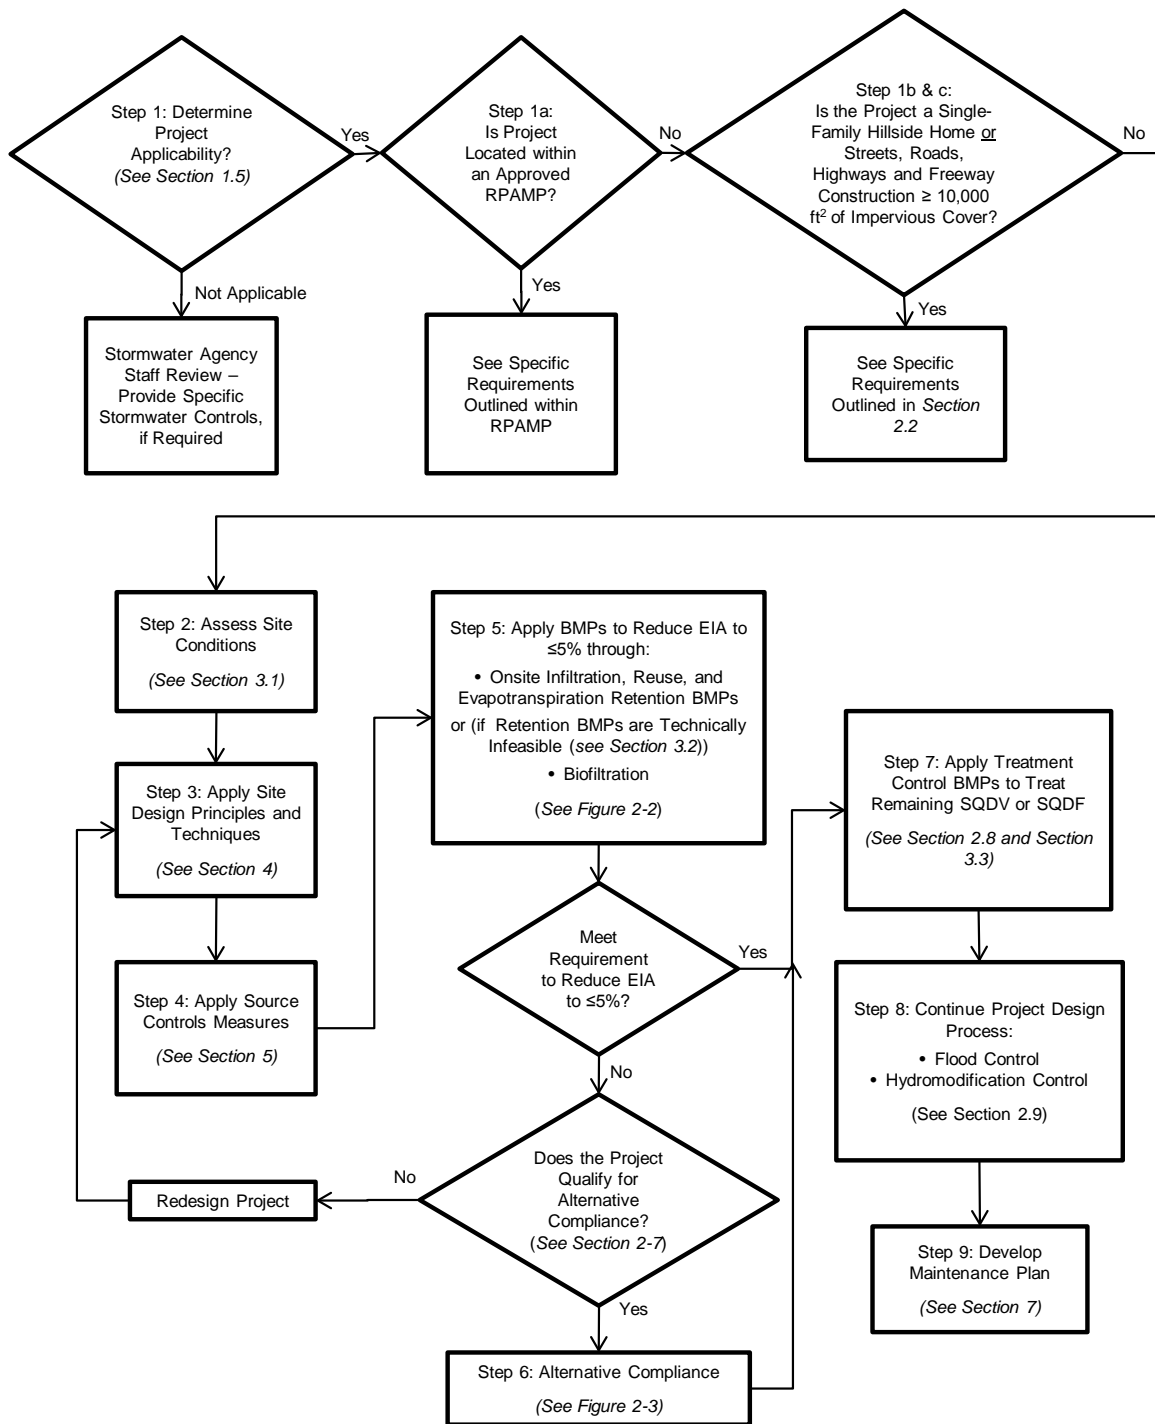 Step 1: Determine
Project
Applicability?
(See Section 1.5)
Yes
Not Applicable
Stormwater Agency
Staff Review –
Provide Specific
Stormwater Controls,
if Required
Step 1a:
Is Project
Located within
an Approved
RPAMP?
No
Yes
See Specific
Requirements
Outlined within
RPAMP
Step 1b & c:
Is the Project a Single-
Family Hillside Home or
Streets, Roads,
Highways and Freeway
Construction ≥ 10,000
ft² of Impervious Cover?
No
Yes
See Specific
Requirements
Outlined in Section
2.2
Step 2: Assess Site
Conditions
(See Section 3.1)
Step 3: Apply Site
Design Principles and
Techniques
(See Section 4)
Step 4: Apply Source
Controls Measures
(See Section 5)
Step 5: Apply BMPs to Reduce EIA to
≤5% through:
• Onsite Infiltration, Reuse, and
Evapotranspiration Retention BMPs
or (if Retention BMPs are Technically
Infeasible (see Section 3.2))
• Biofiltration
(See Figure 2-2)
Meet
Requirement
to Reduce EIA
to ≤5%?
Yes
No
Does the Project
Qualify for
Alternative
Compliance?
(See Section 2-7)
No
Redesign Project
Yes
Step 6: Alternative Compliance
(See Figure 2-3)
Step 7: Apply Treatment
Control BMPs to Treat
Remaining SQDV or SQDF
(See Section 2.8 and Section
3.3)
Step 8: Continue Project Design
Process:
• Flood Control
• Hydromodification Control
(See Section 2.9)
Step 9: Develop
Maintenance Plan
(See Section 7)